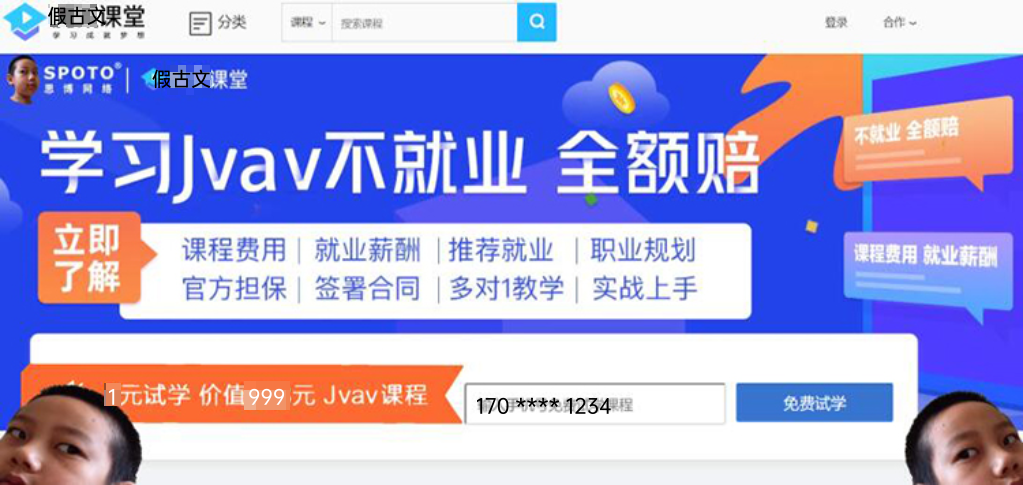 假古文课堂
学习成就梦想
分类
课程
搜索课程
登录
合作
SPOTO®
思博网络
假古文课堂
学习Jvav不就业 全额赔
不就业 全额赔
立即
了解
课程费用 | 就业薪酬 | 推荐就业 | 职业规划
官方担保 | 签署合同 | 多对1教学 | 实战上手
课程费用 就业薪酬
1元试学 价值999元 Jvav课程
170 **** 1234
课程
免费试学